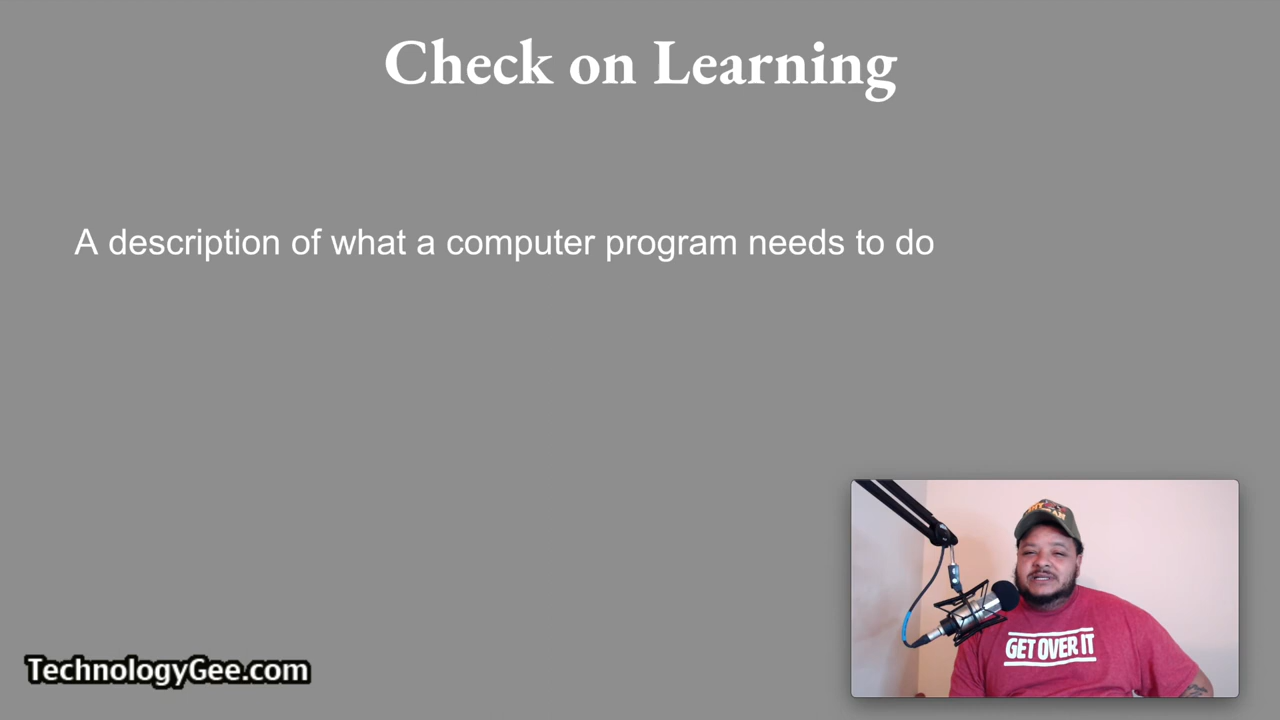 Check on Learning
A description of what a computer program needs to do
GET OVER IT
TechnologyGee.com